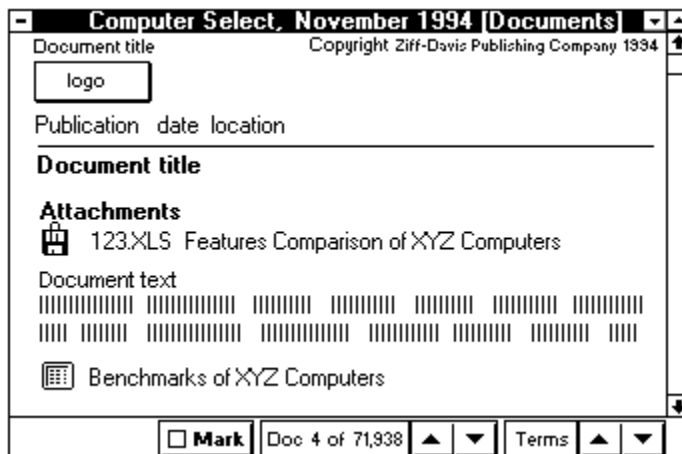 Computer Select, November 1994 [Documents]
Document title Copyright Ziff-Davis Publishing Company 1994
logo
Publication date location
Document title
Attachments
123.XLS Features Comparison of XYZ Computers
Document text
Benchmarks of XYZ Computers
Mark Doc 4 of 71,938 Terms